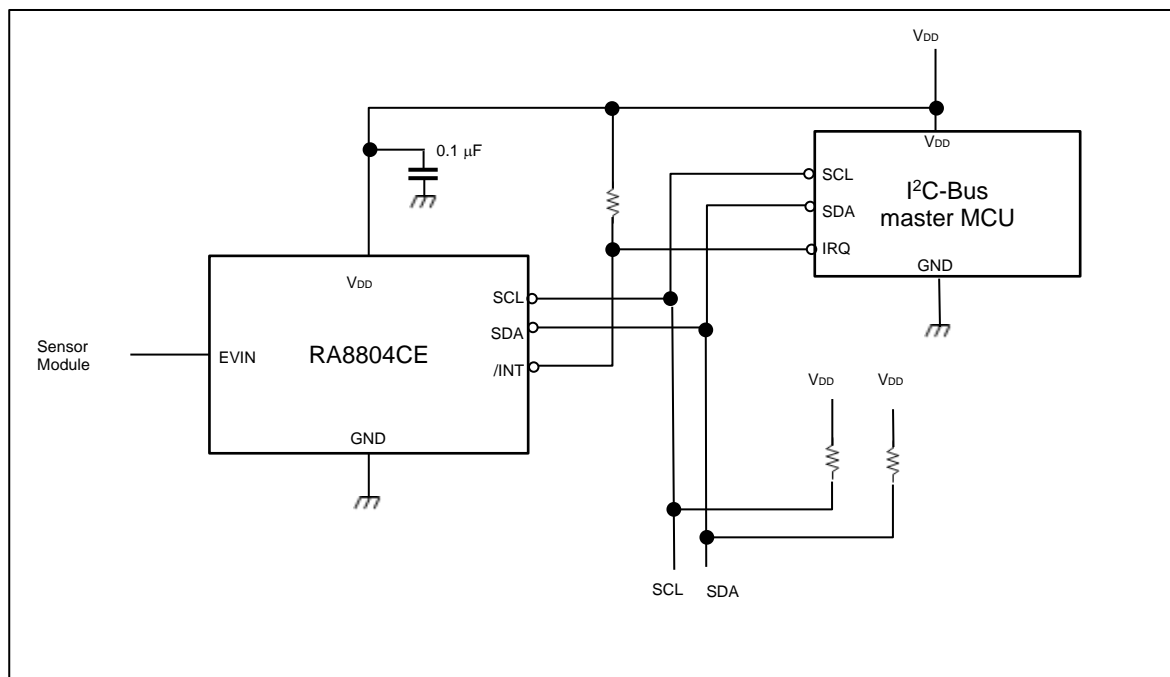 VDD
0.1 μF
VDD
SCL
I²C-Bus
master MCU
SDA
IRQ
GND
VDD
SCL
SDA
/INT
Sensor
Module
EVIN
RA8804CE
GND
VDD
VDD
SCL
SDA